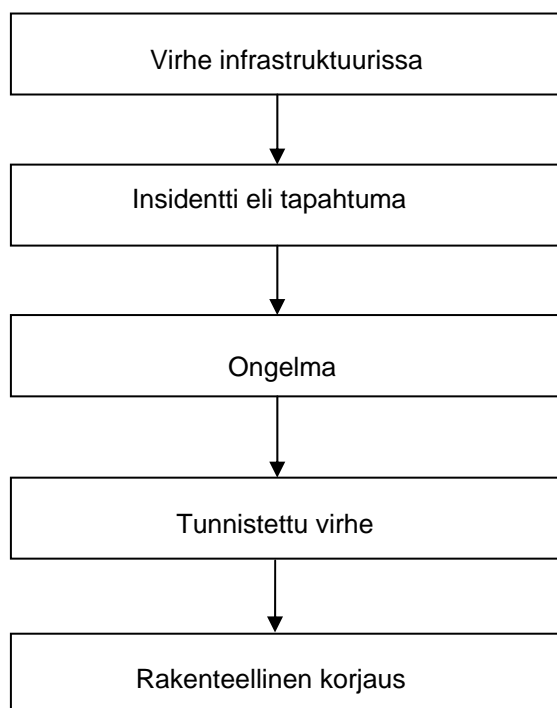 Virhe infrastruktuurissa
Insidentti eli tapahtuma
Ongelma
Tunnistettu virhe
Rakenteellinen korjaus